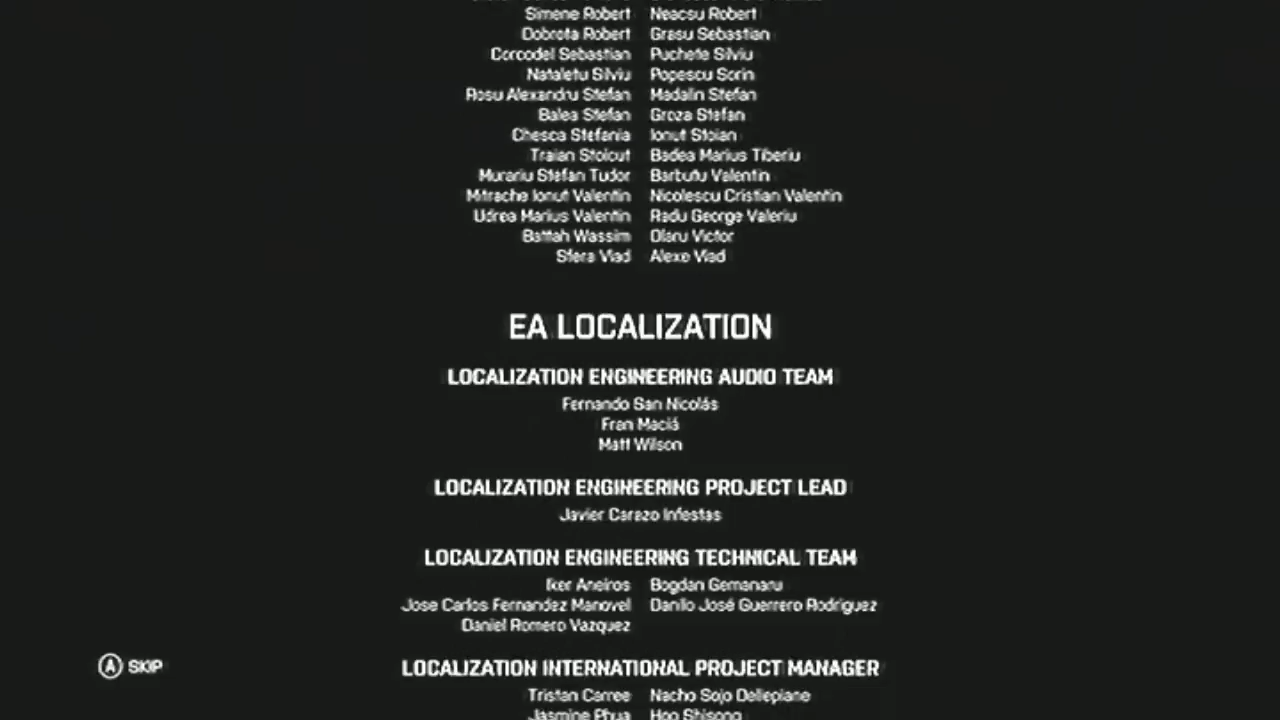 Simene Robert Neacsu Robert
Dobrota Robert Grasu Sebastian
Corcodel Sebastian Puchete Silviu
Nataletu Silviu Popescu Sorin
Rosu Alexandru Stefan Madalin Stefan
Balea Stefan Groza Stefan
Chesca Stefania Ionut Stoian
Traian Stoicut Badea Marius Tiberiu
Murariu Stefan Tudor Barbutu Valentin
Mitrache Ionut Valentin Nicolescu Cristian Valentin
Udrea Marius Valentin Radu George Valeriu
Battah Wassim Olaru Victor
Sfera Vlad Alexe Vlad
EA LOCALIZATION
LOCALIZATION ENGINEERING AUDIO TEAM
Fernando San Nicolás
Fran Maciá
Matt Wilson
LOCALIZATION ENGINEERING PROJECT LEAD
Javier Carazo Infestas
LOCALIZATION ENGINEERING TECHNICAL TEAM
Iker Aneiros Bogdan Gemanaru
Jose Carlos Fernandez Manovel Danilo José Guerrero Rodriguez
Daniel Romero Vazquez
A SKIP
LOCALIZATION INTERNATIONAL PROJECT MANAGER
Tristan Carree Nacho Sojo Dellepiane
Jasmine Phua Hoo Shisong